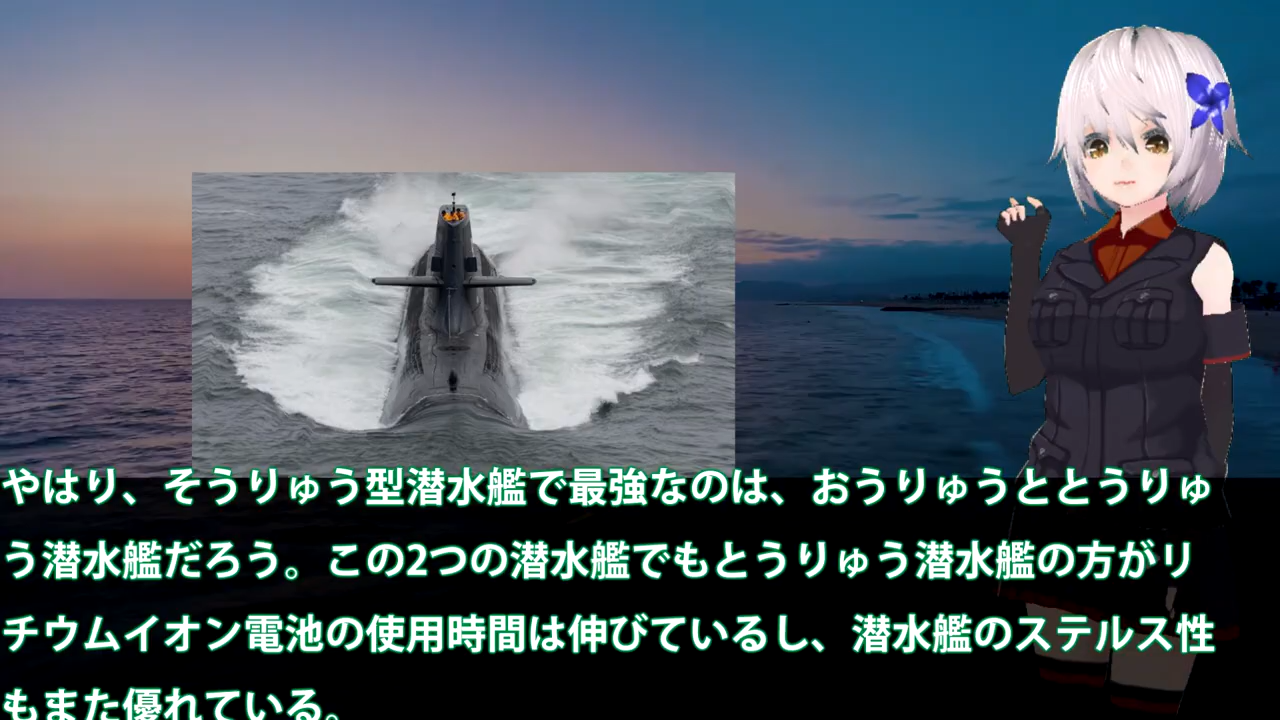 やはり、そうりゅう型潜水艦で最強なのは、おうりゅうととうりゅ
う潜水艦だろう。この2つの潜水艦でもとうりゅう潜水艦の方がリ
チウムイオン電池の使用時間は伸びているし、潜水艦のステルス性
もまた優れている。